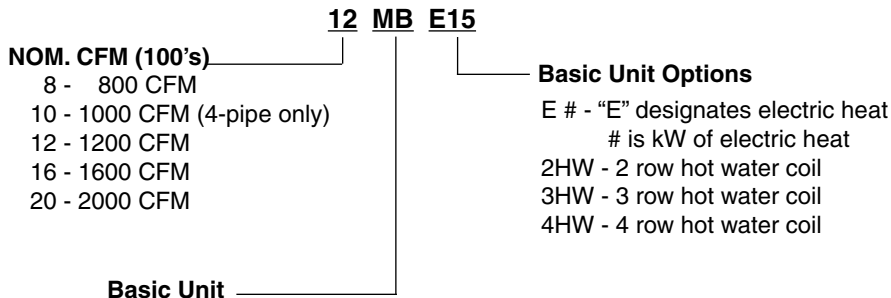 12 MB E15
NOM. CFM (100's)
8 - 800 CFM
10 - 1000 CFM (4-pipe only)
12 - 1200 CFM
16 - 1600 CFM
20 - 2000 CFM
Basic Unit Options
E # - “E” designates electric heat
# is kW of electric heat
2HW - 2 row hot water coil
3HW - 3 row hot water coil
4HW - 4 row hot water coil
Basic Unit